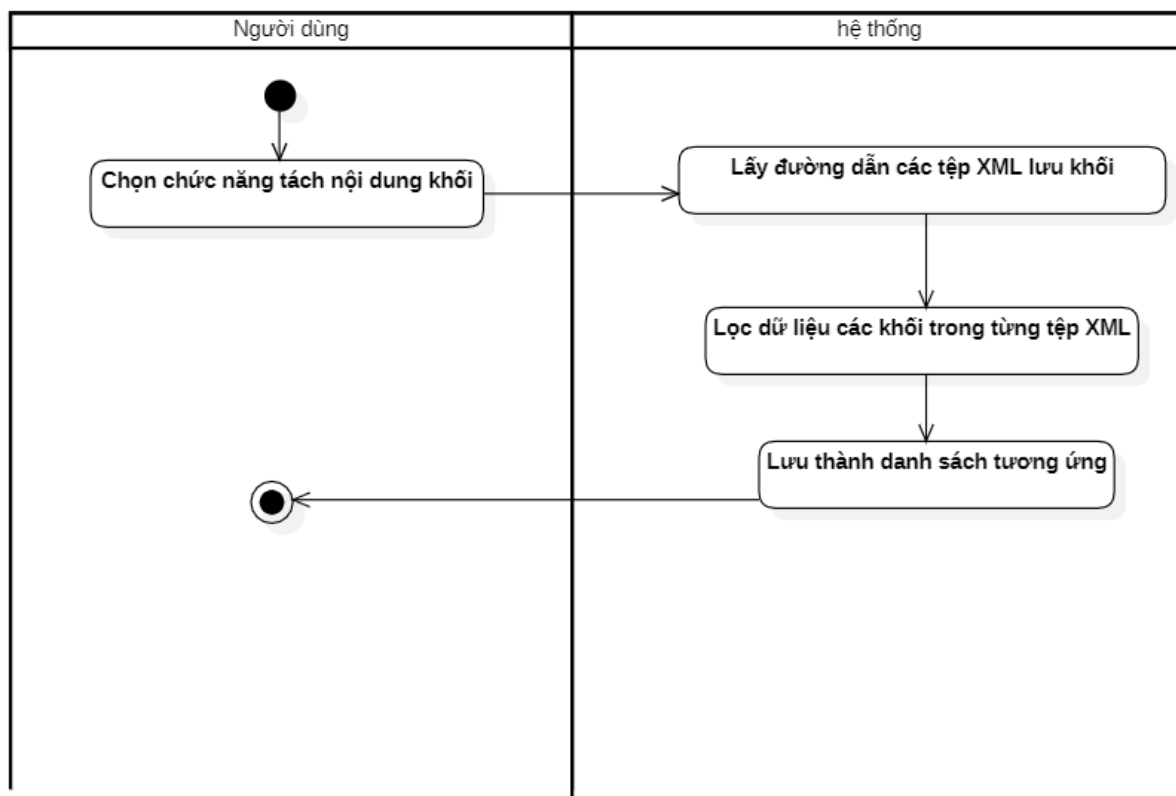 Người dùng
hệ thống
Chọn chức năng tách nội dung khối
Lấy đường dẫn các tệp XML lưu khối
Lọc dữ liệu các khối trong từng tệp XML
Lưu thành danh sách tương ứng